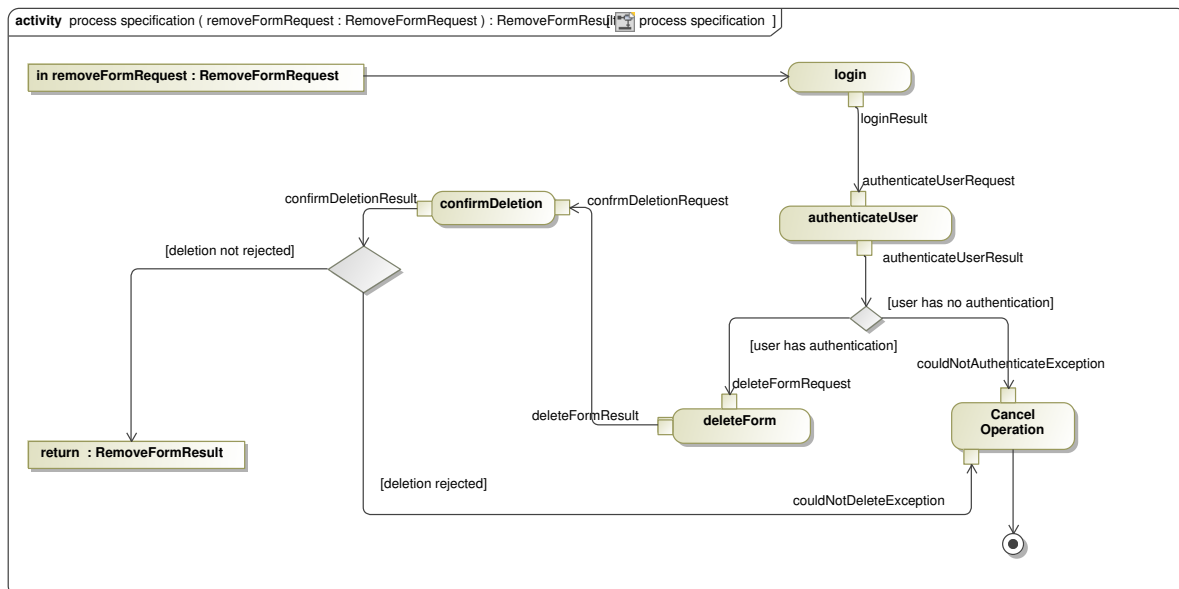 activity process specification ( removeFormRequest : RemoveFormRequest ) : RemoveFormResult[ process specification ]
in removeFormRequest : RemoveFormRequest
login
loginResult
authenticateUserRequest
confirmDeletionResult
confirmDeletion
confrmDeletionRequest
authenticateUser
[deletion not rejected]
authenticateUserResult
[user has no authentication]
[user has authentication]
couldNotAuthenticateException
deleteFormRequest
deleteFormResult
deleteForm
Cancel
Operation
return : RemoveFormResult
[deletion rejected]
couldNotDeleteException